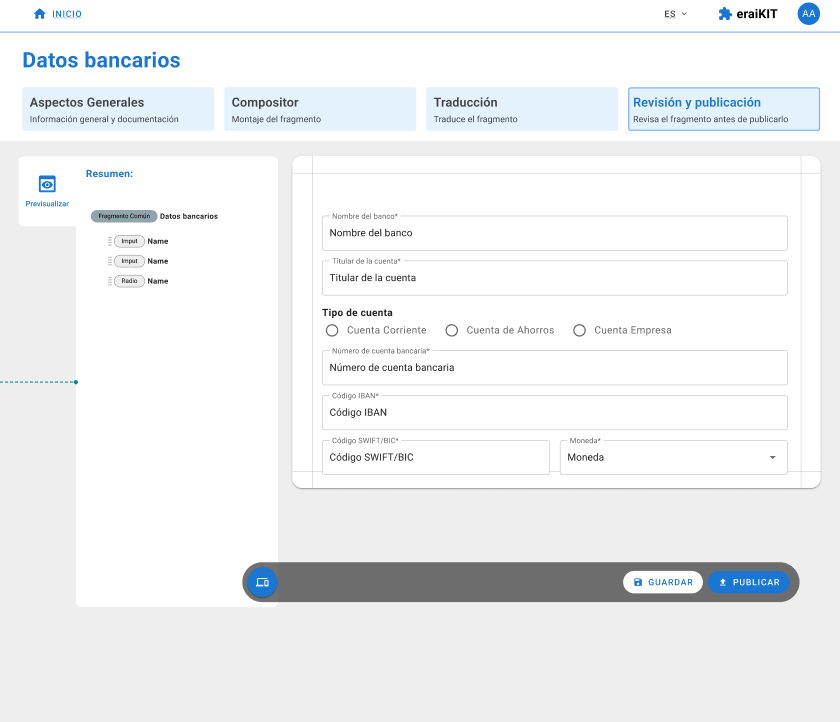 INICIO
ES
eraiKIT
AA
Datos bancarios
Aspectos Generales
Información general y documentación
Compositor
Montaje del fragmento
Traducción
Traduce el fragmento
Revisión y publicación
Revisa el fragmento antes de publicarlo
Previsualizar
Resumen:
Fragmento Común Datos bancarios
Imput Name
Imput Name
Radio Name
Nombre del banco*
Nombre del banco
Titular de la cuenta*
Titular de la cuenta
Tipo de cuenta
Cuenta Corriente Cuenta de Ahorros Cuenta Empresa
Número de cuenta bancaria*
Número de cuenta bancaria
Código IBAN*
Código IBAN
Código SWIFT/BIC*
Código SWIFT/BIC
Moneda*
Moneda
GUARDAR
PUBLICAR